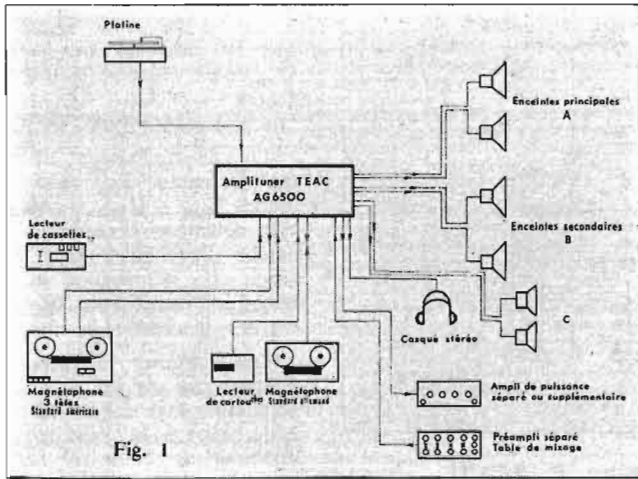 Platine
Enceintes principales
A
Amplituner TEAC
AG6500
Lecteur
de cassettes
Enceintes secondaires
B
C
Casque stéréo
Magnétophone
3 têtes
Standard américain
Lecteur
de cartouches
Magnétophone
Standard allemand
Ampli de puissance
séparé ou supplémentaire
Préampli séparé
Table de mixage
Fig. 1